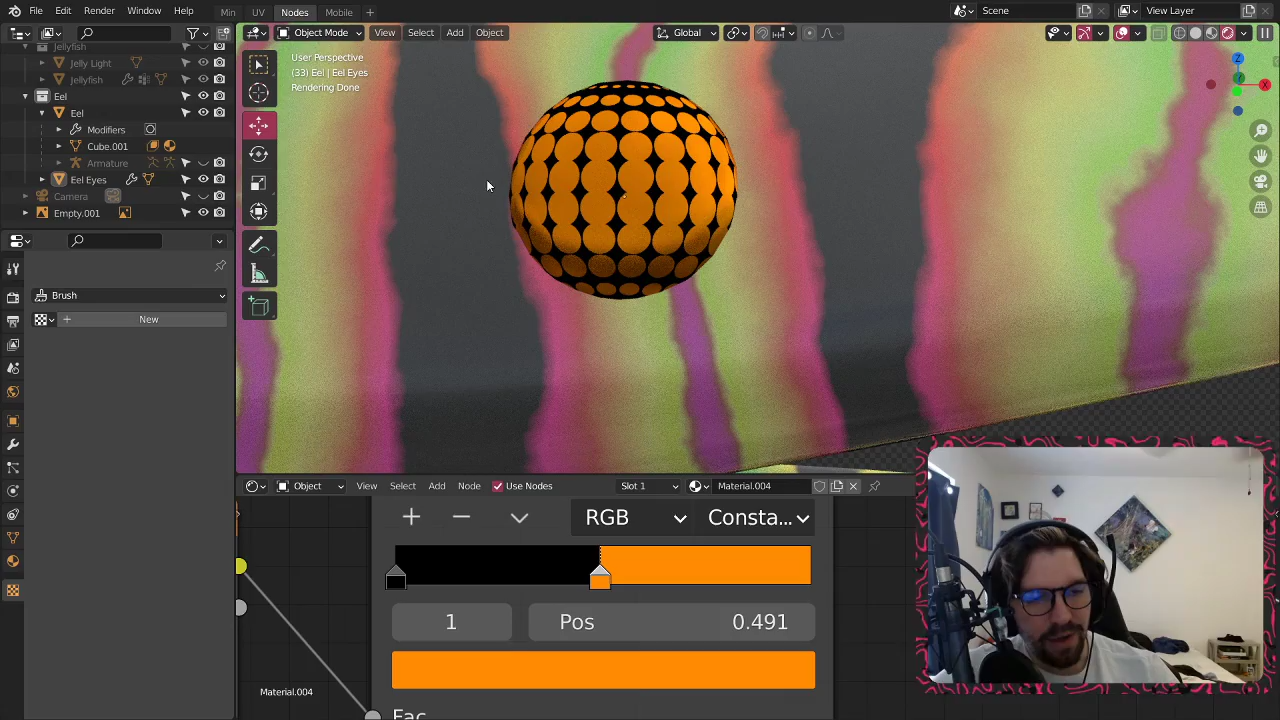 File Edit Render Window Help Min UV Nodes Mobile + Scene View Layer
Object Mode View Select Add Object Global
Jellyfish
Jelly Light
Jellyfish
Eel
Eel
Modifiers
Cube.001
Armature
Eel Eyes
Camera
Empty.001
User Perspective
(33) Eel | Eel Eyes
Rendering Done
Z
X
Brush
+ New
Object View Select Add Node Use Nodes Slot 1 Material.004
+ − RGB Consta...
1 Pos 0.491
Material.004
Fac